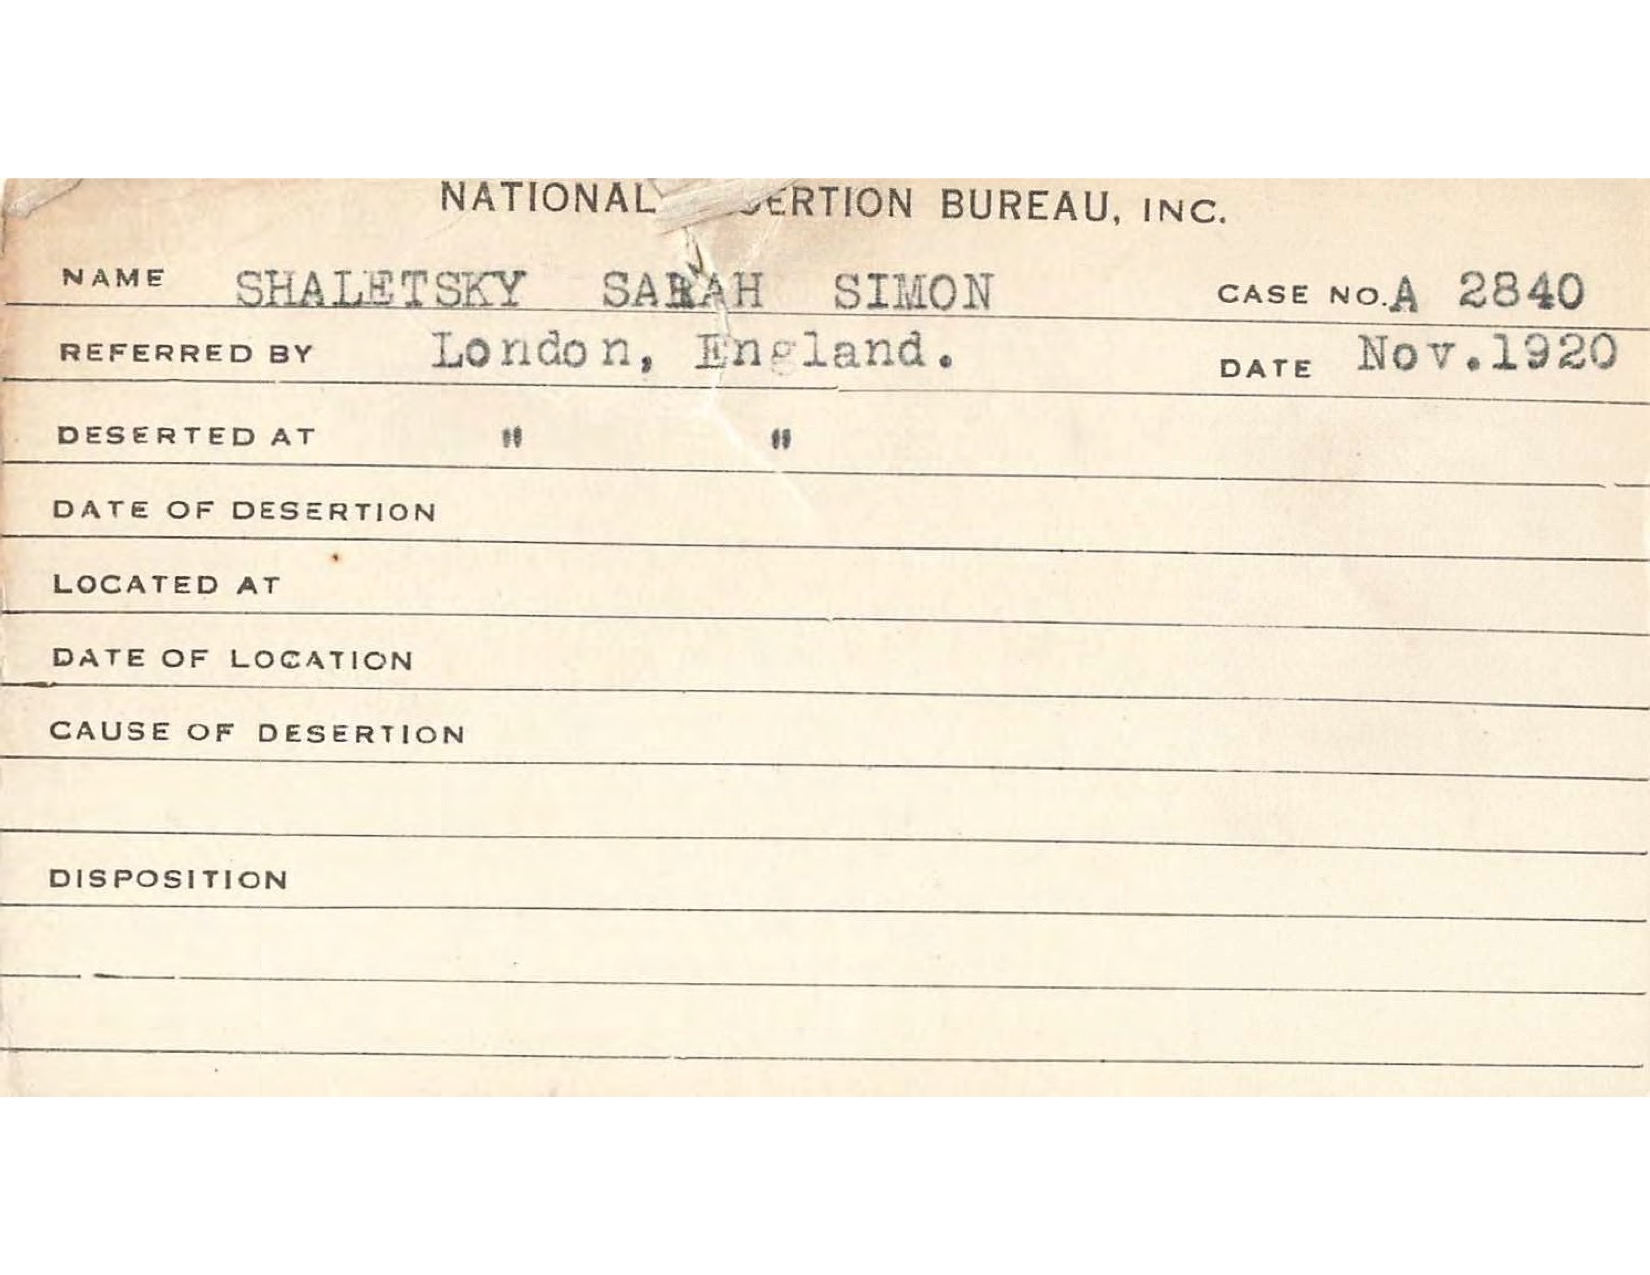 NATIONAL ERTION BUREAU, INC.
NAME SHALETSKY SARAH SIMON CASE NO. A 2840
REFERRED BY London, England. DATE Nov.1920
DESERTED AT " "
DATE OF DESERTION
LOCATED AT
DATE OF LOCATION
CAUSE OF DESERTION
DISPOSITION